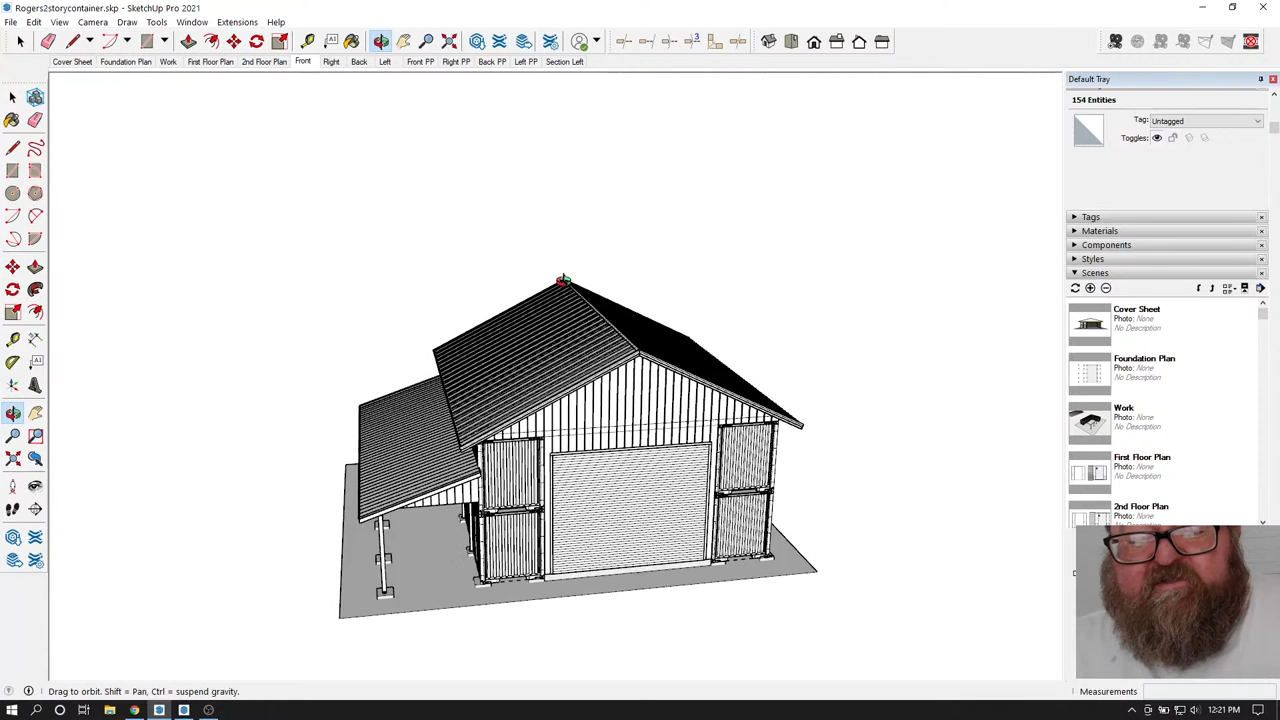 Rogers2storycontainer.skp - SketchUp Pro 2021
File Edit View Camera Draw Tools Window Extensions Help
Cover Sheet Foundation Plan Work First Floor Plan 2nd Floor Plan Front Right Back Left Front PP Right PP Back PP Left PP Section Left
Default Tray
154 Entities
Tag: Untagged
Toggles:
Tags
Materials
Components
Styles
Scenes
Cover Sheet
Photo: None
No Description
Foundation Plan
Photo: None
No Description
Work
Photo: None
No Description
First Floor Plan
Photo: None
No Description
2nd Floor Plan
Photo: None
No Description
Drag to orbit. Shift = Pan, Ctrl = suspend gravity.
Measurements
12:21 PM